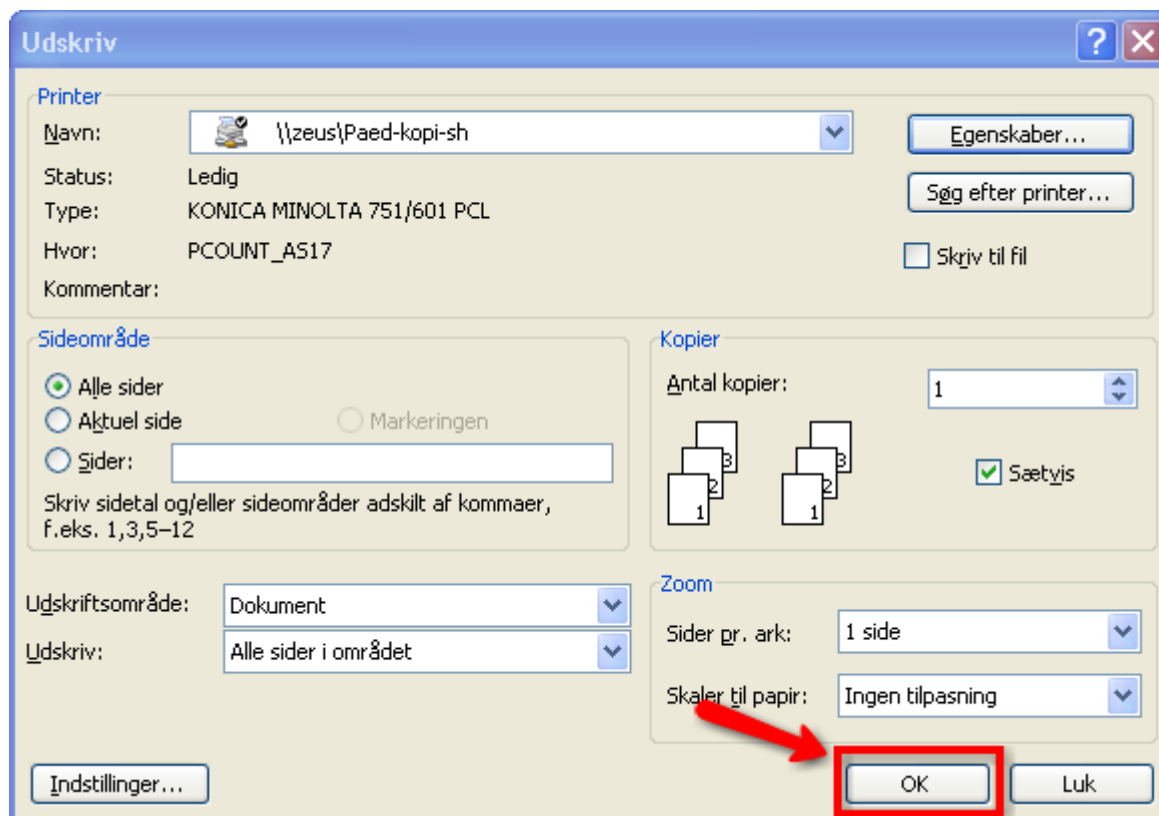 Udskriv
Printer
Navn:
\\zeus\Paed-kopi-sh
Egenskaber...
Status:
Ledig
Søg efter printer...
Type:
KONICA MINOLTA 751/601 PCL
Hvor:
PCOUNT_AS17
Skriv til fil
Kommentar:
Sideområde
Alle sider
Aktuel side
Markeringen
Sider:
Skriv sidetal og/eller sideområder adskilt af kommaer,
f.eks. 1,3,5–12
Kopier
Antal kopier:
1
3
2
1
3
2
1
Sætvis
Udskriftsområde:
Dokument
Udskriv:
Alle sider i området
Zoom
Sider pr. ark:
1 side
Skaler til papir:
Ingen tilpasning
Indstillinger...
OK
Luk